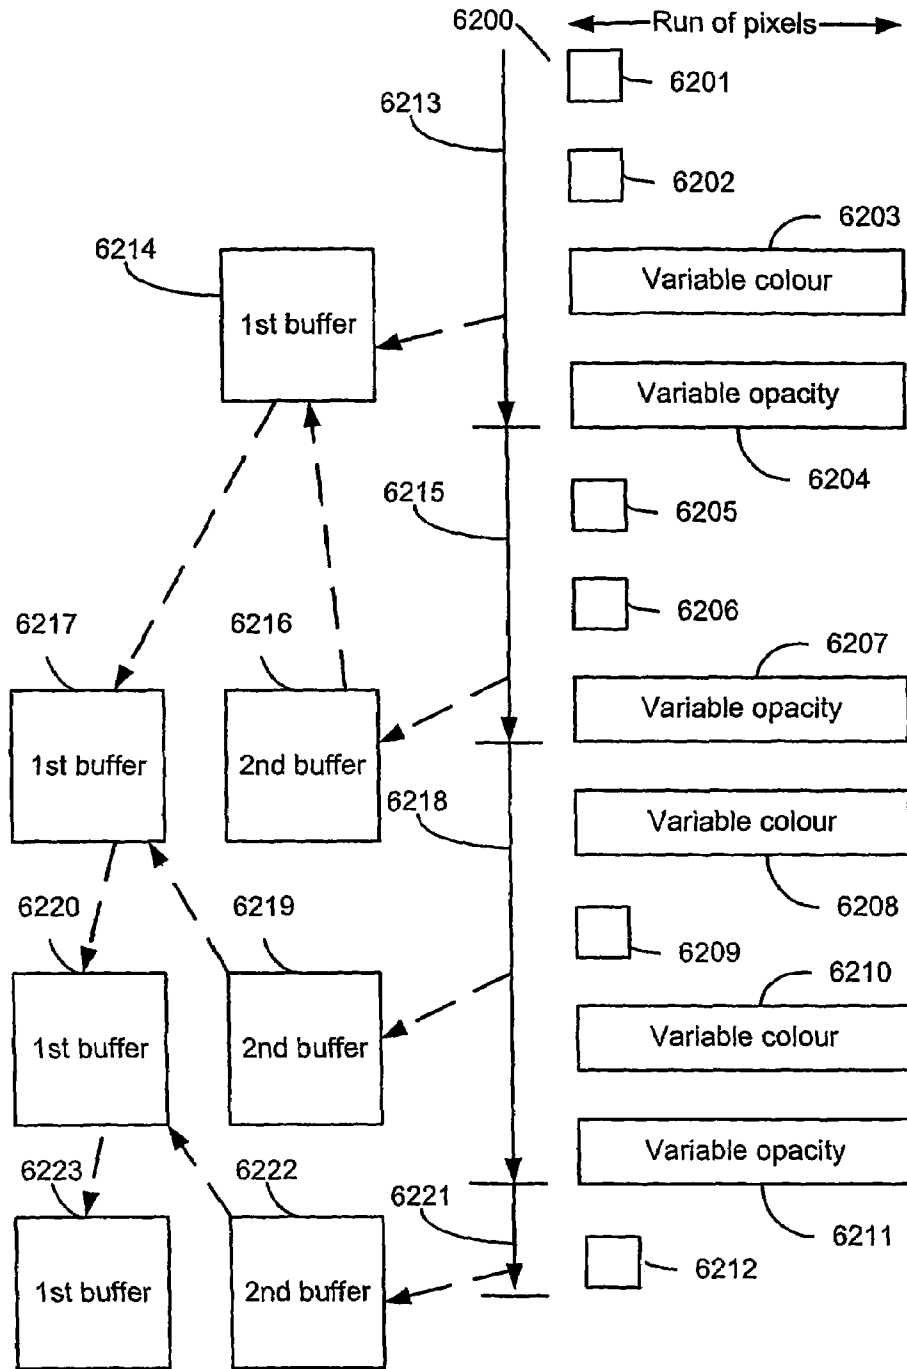 6200
Run of pixels
6201
6213
6202
6203
6214
Variable colour
1st buffer
Variable opacity
6204
6215
6205
6206
6217
6216
6207
Variable opacity
1st buffer
2nd buffer
6218
Variable colour
6220
6219
6208
6209
6210
1st buffer
2nd buffer
Variable colour
Variable opacity
6223
6222
6221
6211
6212
1st buffer
2nd buffer